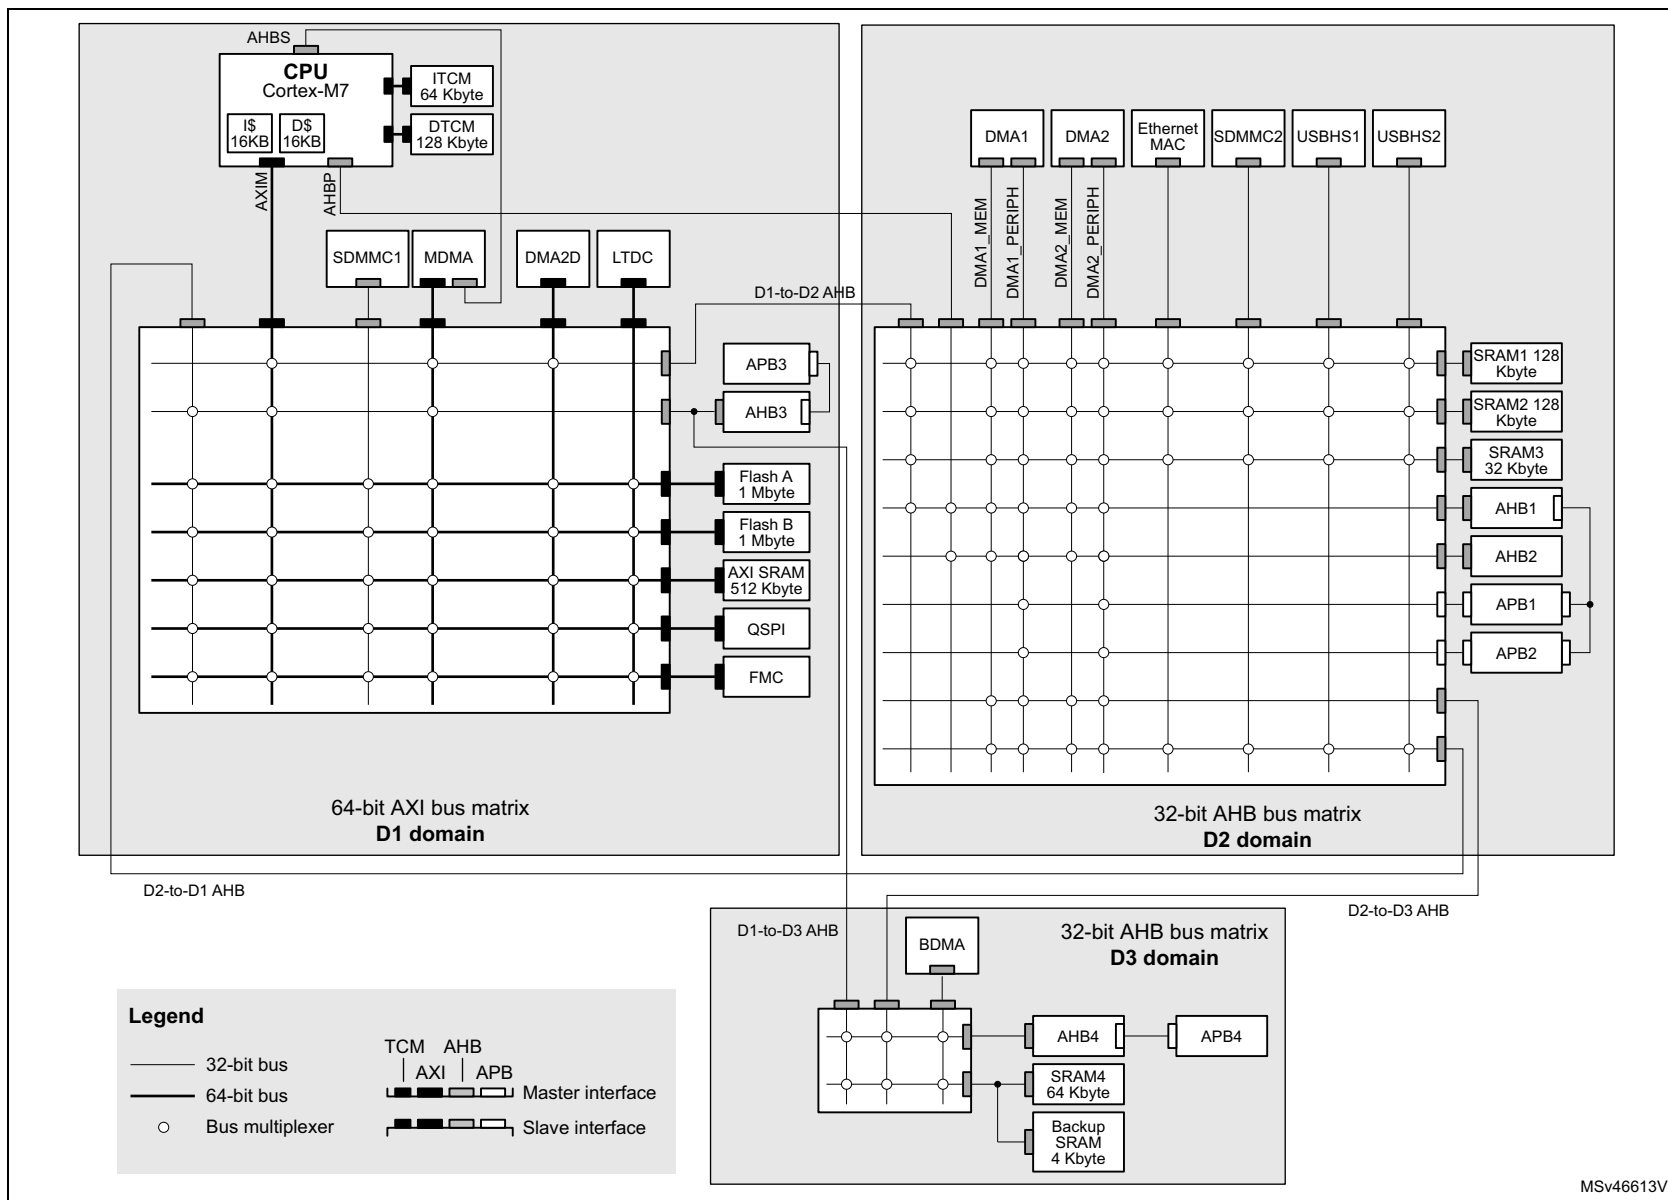 AHBS
CPU
Cortex-M7
I$
16KB
D$
16KB
ITCM
64 Kbyte
DTCM
128 Kbyte
AXIM
AHBP
SDMMC1
MDMA
DMA2D
LTDC
D1-to-D2 AHB
APB3
AHB3
Flash A
1 Mbyte
Flash B
1 Mbyte
AXI SRAM
512 Kbyte
QSPI
FMC
64-bit AXI bus matrix
D1 domain
DMA1
DMA2
Ethernet
MAC
SDMMC2
USBHS1
USBHS2
DMA1_MEM
DMA1_PERIPH
DMA2_MEM
DMA2_PERIPH
SRAM1 128
Kbyte
SRAM2 128
Kbyte
SRAM3
32 Kbyte
AHB1
AHB2
APB1
APB2
32-bit AHB bus matrix
D2 domain
D2-to-D1 AHB
D2-to-D3 AHB
D1-to-D3 AHB
BDMA
32-bit AHB bus matrix
D3 domain
AHB4
APB4
SRAM4
64 Kbyte
Backup
SRAM
4 Kbyte
Legend
32-bit bus
64-bit bus
Bus multiplexer
TCM AHB
AXI APB
Master interface
Slave interface
MSv46613V